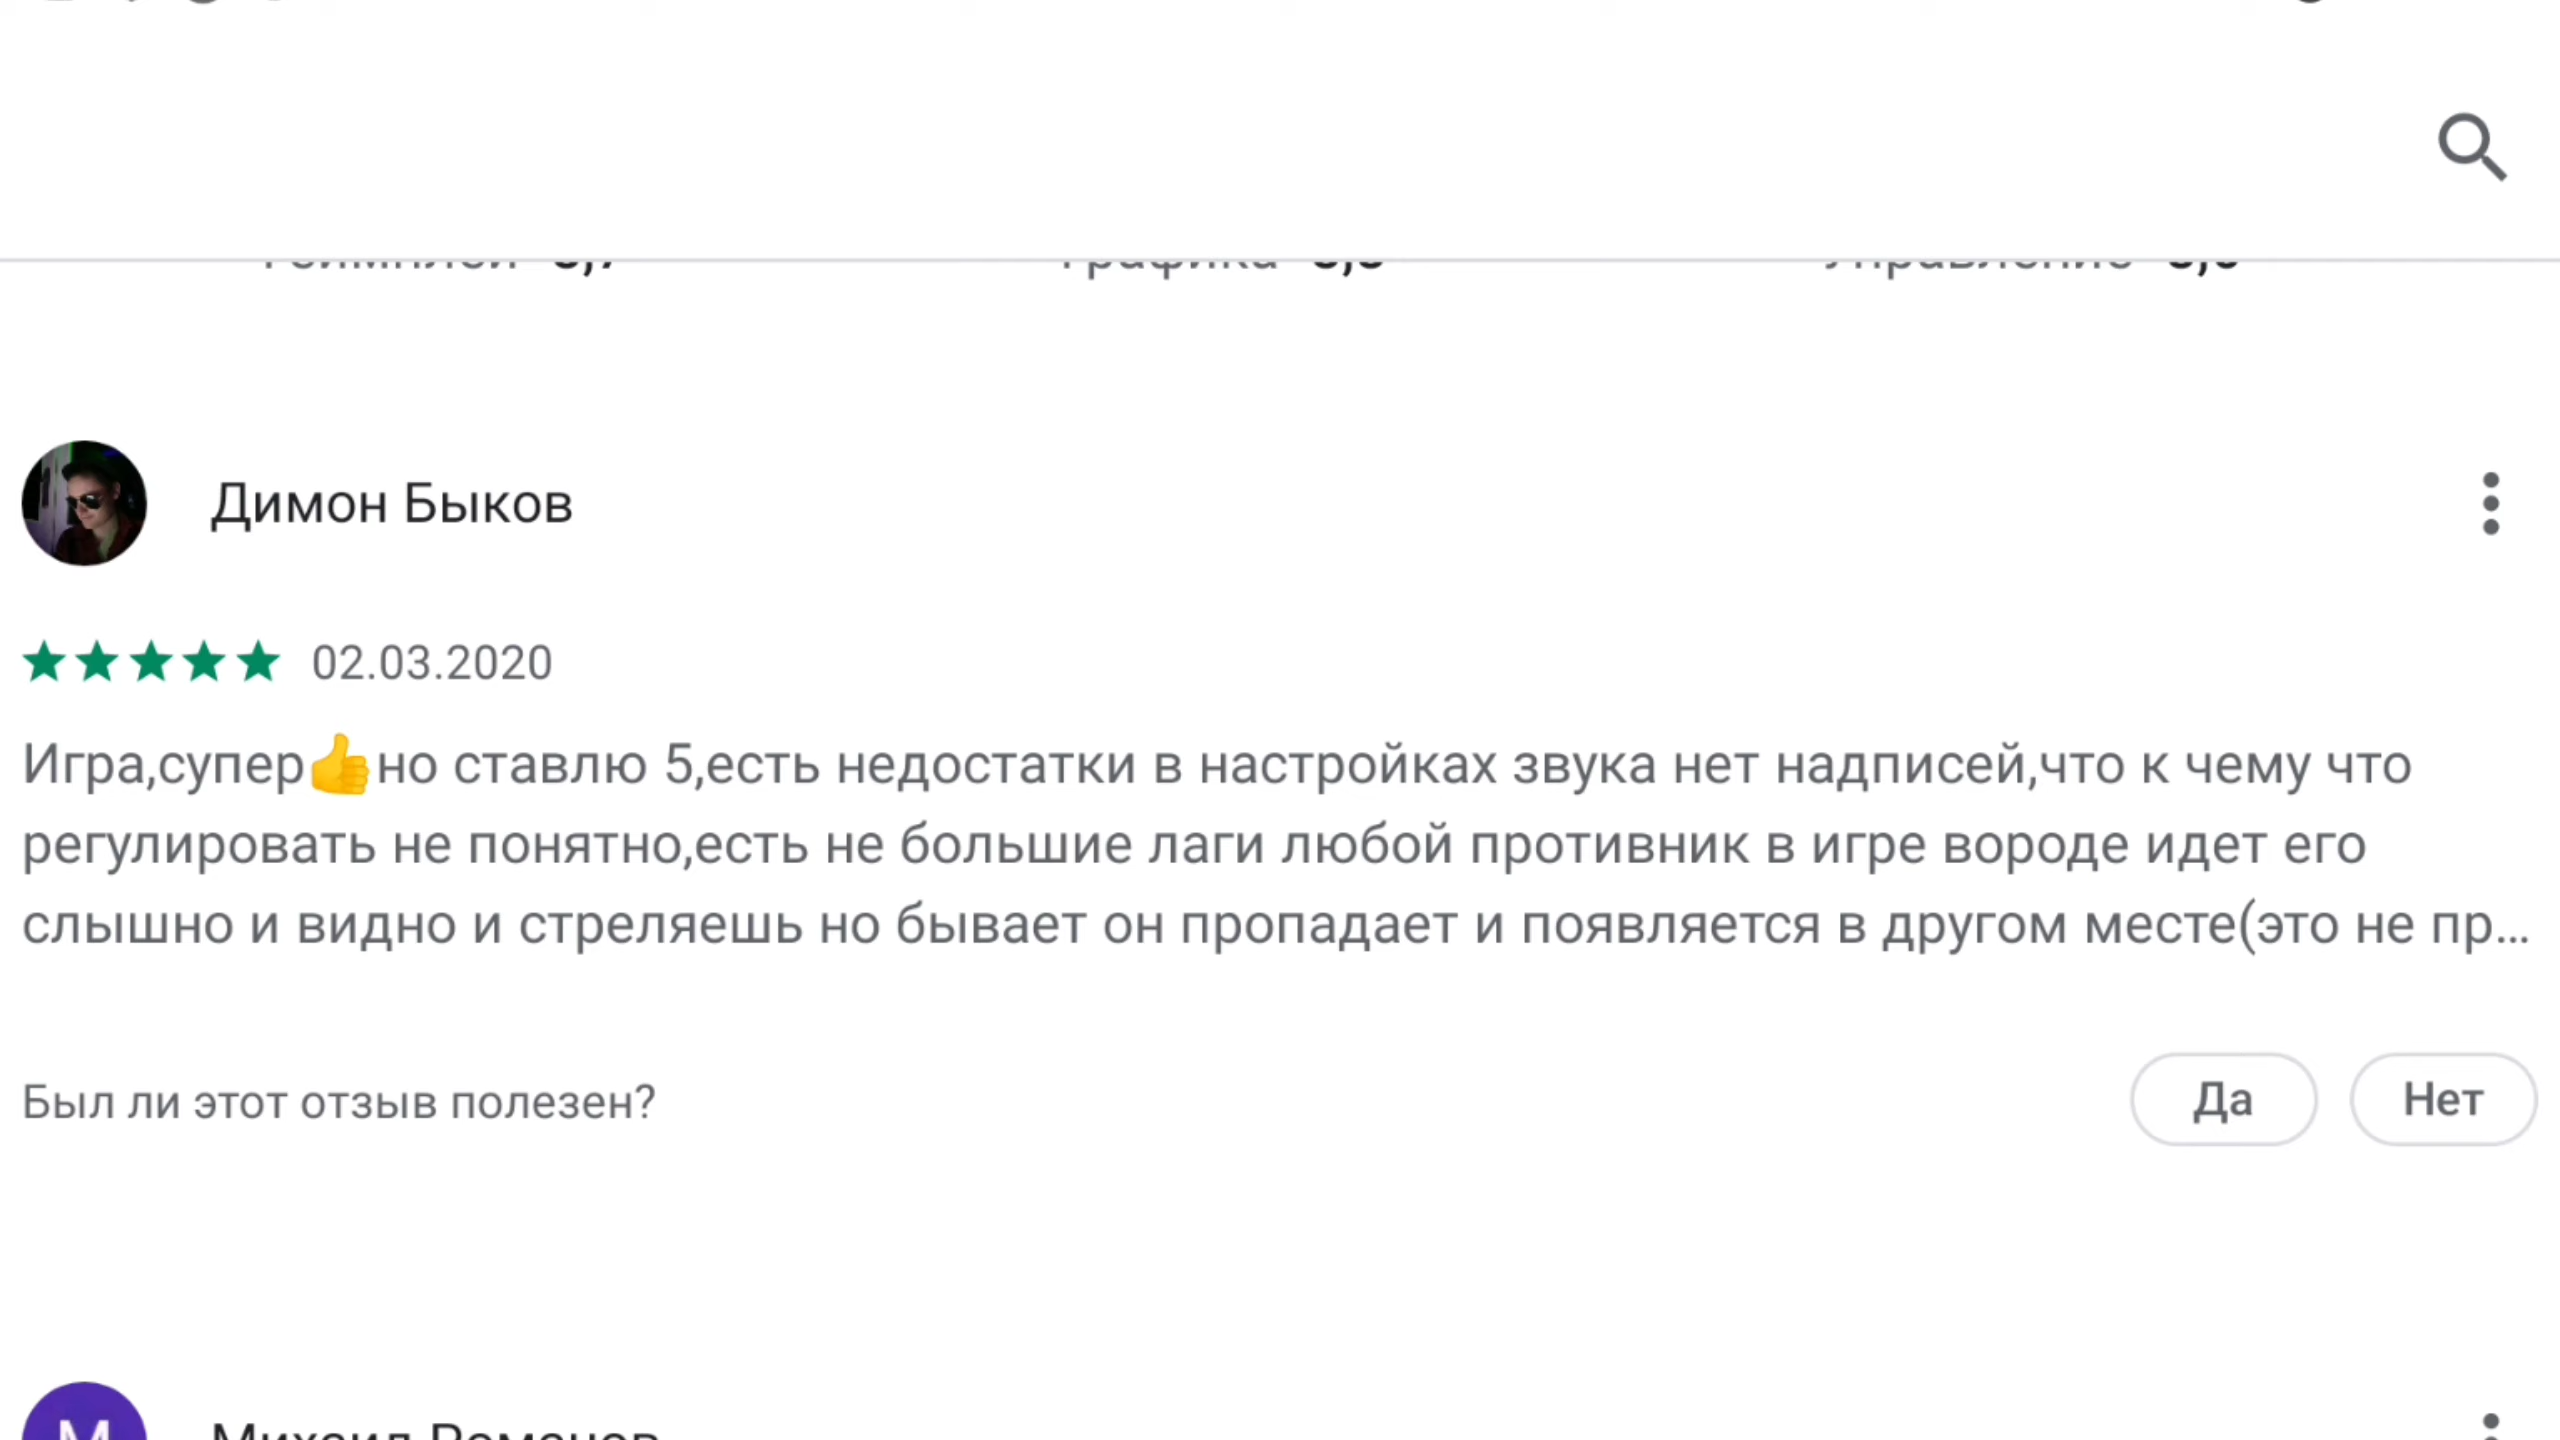 Димон Быков
02.03.2020
Игра,супер👍но ставлю 5,есть недостатки в настройках звука нет надписей,что к чему что
регулировать не понятно,есть не большие лаги любой противник в игре вороде идет его
слышно и видно и стреляешь но бывает он пропадает и появляется в другом месте(это не пр...
Был ли этот отзыв полезен?
Да
Нет
Михаил Романов